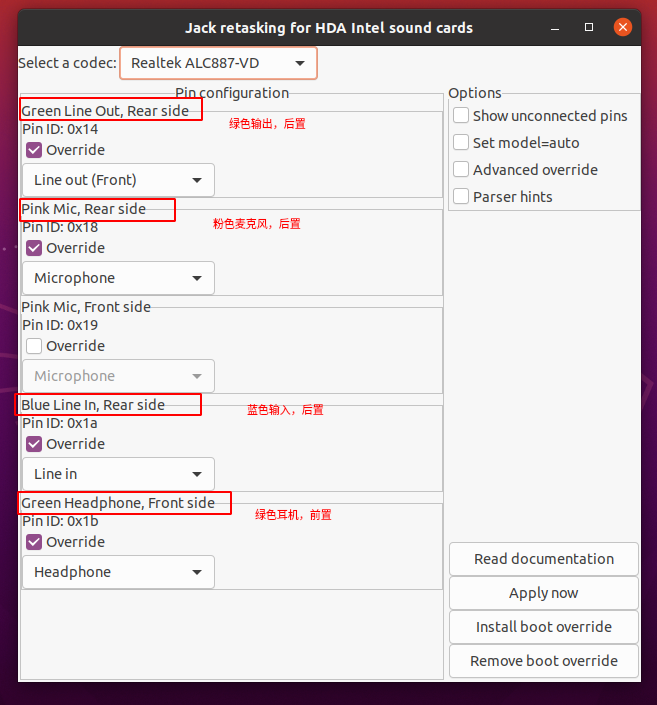 Jack retasking for HDA Intel sound cards
Select a codec: Realtek ALC887-VD
Pin configuration
Green Line Out, Rear side
绿色输出，后置
Pin ID: 0x14
Override
Line out (Front)
Pink Mic, Rear side
粉色麦克风，后置
Pin ID: 0x18
Override
Microphone
Pink Mic, Front side
Pin ID: 0x19
Override
Microphone
Blue Line In, Rear side
蓝色输入，后置
Pin ID: 0x1a
Override
Line in
Green Headphone, Front side
绿色耳机，前置
Pin ID: 0x1b
Override
Headphone
Options
Show unconnected pins
Set model=auto
Advanced override
Parser hints
Read documentation
Apply now
Install boot override
Remove boot override